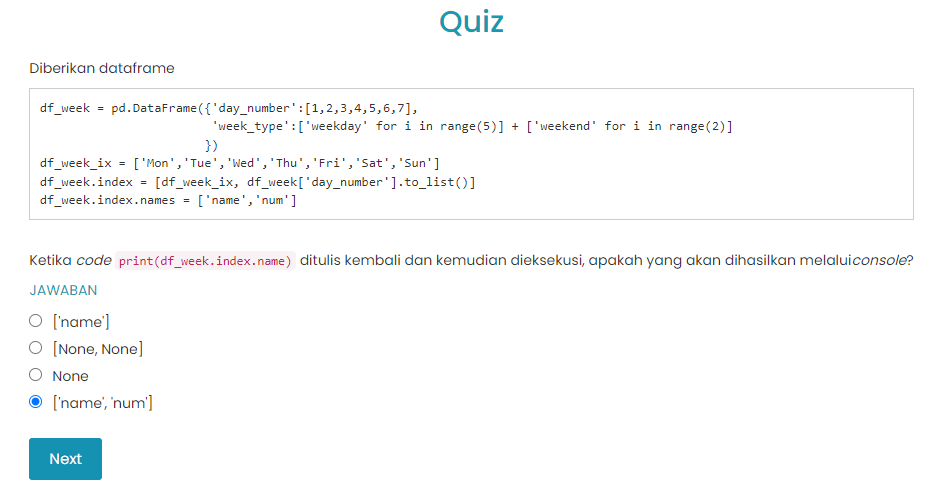 Quiz
Diberikan dataframe
df_week = pd.DataFrame({'day_number':[1,2,3,4,5,6,7],
'week_type':['weekday' for i in range(5)] + ['weekend' for i in range(2)]
})
df_week_ix = ['Mon','Tue','Wed','Thu','Fri','Sat','Sun']
df_week.index = [df_week_ix, df_week['day_number'].to_list()]
df_week.index.names = ['name','num']
Ketika code print(df_week.index.name) ditulis kembali dan kemudian dieksekusi, apakah yang akan dihasilkan melaluiconsole?
JAWABAN
['name']
[None, None]
None
['name', 'num']
Next